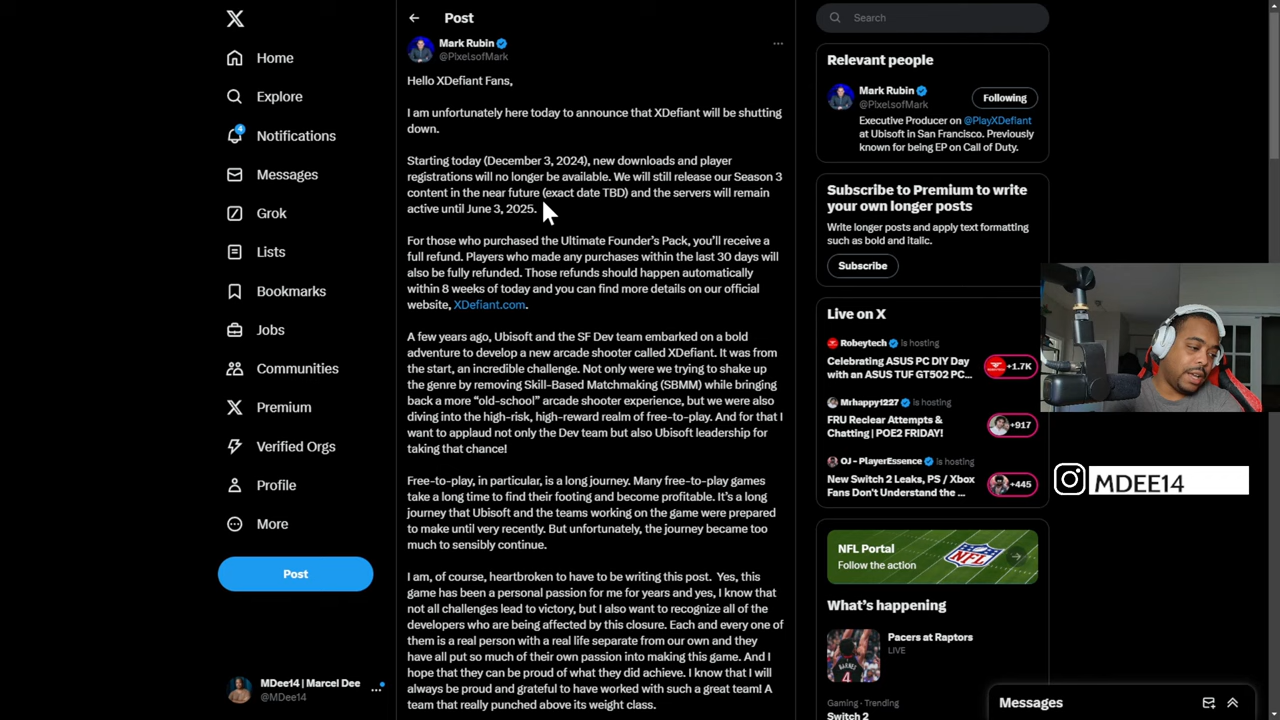 Home
Explore
4
Notifications
Messages
Grok
Lists
Bookmarks
Jobs
Communities
Premium
Verified Orgs
Profile
More
Post
MDee14 | Marcel Dee
@MDee14
Post
Mark Rubin
@PixelsofMark
Hello XDefiant Fans,
I am unfortunately here today to announce that XDefiant will be shutting
down.
Starting today (December 3, 2024), new downloads and player
registrations will no longer be available. We will still release our Season 3
content in the near future (exact date TBD) and the servers will remain
active until June 3, 2025.
For those who purchased the Ultimate Founder's Pack, you'll receive a
full refund. Players who made any purchases within the last 30 days will
also be fully refunded. Those refunds should happen automatically
within 8 weeks of today and you can find more details on our official
website, XDefiant.com.
A few years ago, Ubisoft and the SF Dev team embarked on a bold
adventure to develop a new arcade shooter called XDefiant. It was from
the start, an incredible challenge. Not only were we trying to shake up
the genre by removing Skill-Based Matchmaking (SBMM) while bringing
back a more “old-school” arcade shooter experience, but we were also
diving into the high-risk, high-reward realm of free-to-play. And for that I
want to applaud not only the Dev team but also Ubisoft leadership for
taking that chance!
Free-to-play, in particular, is a long journey. Many free-to-play games
take a long time to find their footing and become profitable. It's a long
journey that Ubisoft and the teams working on the game were prepared
to make until very recently. But unfortunately, the journey became too
much to sensibly continue.
I am, of course, heartbroken to have to be writing this post.  Yes, this
game has been a personal passion for me for years and yes, I know that
not all challenges lead to victory, but I also want to recognize all of the
developers who are being affected by this closure. Each and every one of
them is a real person with a real life separate from our own and they
have all put so much of their own passion into making this game. And I
hope that they can be proud of what they did achieve. I know that I will
always be proud and grateful to have worked with such a great team! A
team that really punched above its weight class.
Search
Relevant people
Mark Rubin
@PixelsofMark
Following
Executive Producer on @PlayXDefiant
at Ubisoft in San Francisco. Previously
known for being EP on Call of Duty.
Subscribe to Premium to write
your own longer posts
Write longer posts and apply text formatting
such as bold and italic.
Subscribe
Live on X
Robeytech is hosting
Celebrating ASUS PC DIY Day
with an ASUS TUF GT502 PC...
+1.7K
Mrhappy1227 is hosting
FRU Reclear Attempts &
Chatting | POE2 FRIDAY!
+917
OJ - PlayerEssence is hosting
New Switch 2 Leaks, PS / Xbox
Fans Don't Understand the ...
+445
MDEE14
NFL Portal
Follow the action
NFL
What's happening
Pacers at Raptors
LIVE
Gaming · Trending
Switch 2
Messages